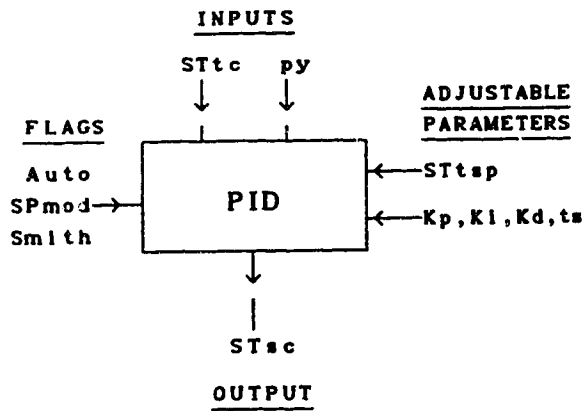 INPUTS
STtc py
ADJUSTABLE
PARAMETERS
FLAGS
Auto
SPmod
Smith
PID
STtsp
Kp,Ki,Kd,ts
STsc
OUTPUT